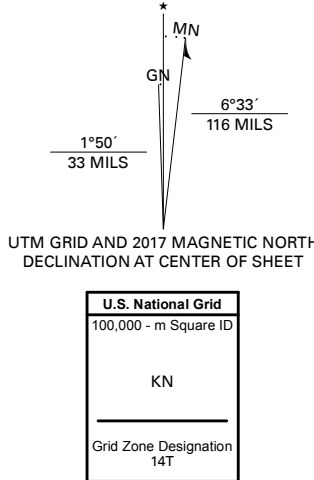 MN
GN
6°33´
116 MILS
1°50´
33 MILS
UTM GRID AND 2017 MAGNETIC NORTH
DECLINATION AT CENTER OF SHEET
U.S. National Grid
100,000 - m Square ID
KN
Grid Zone Designation
14T